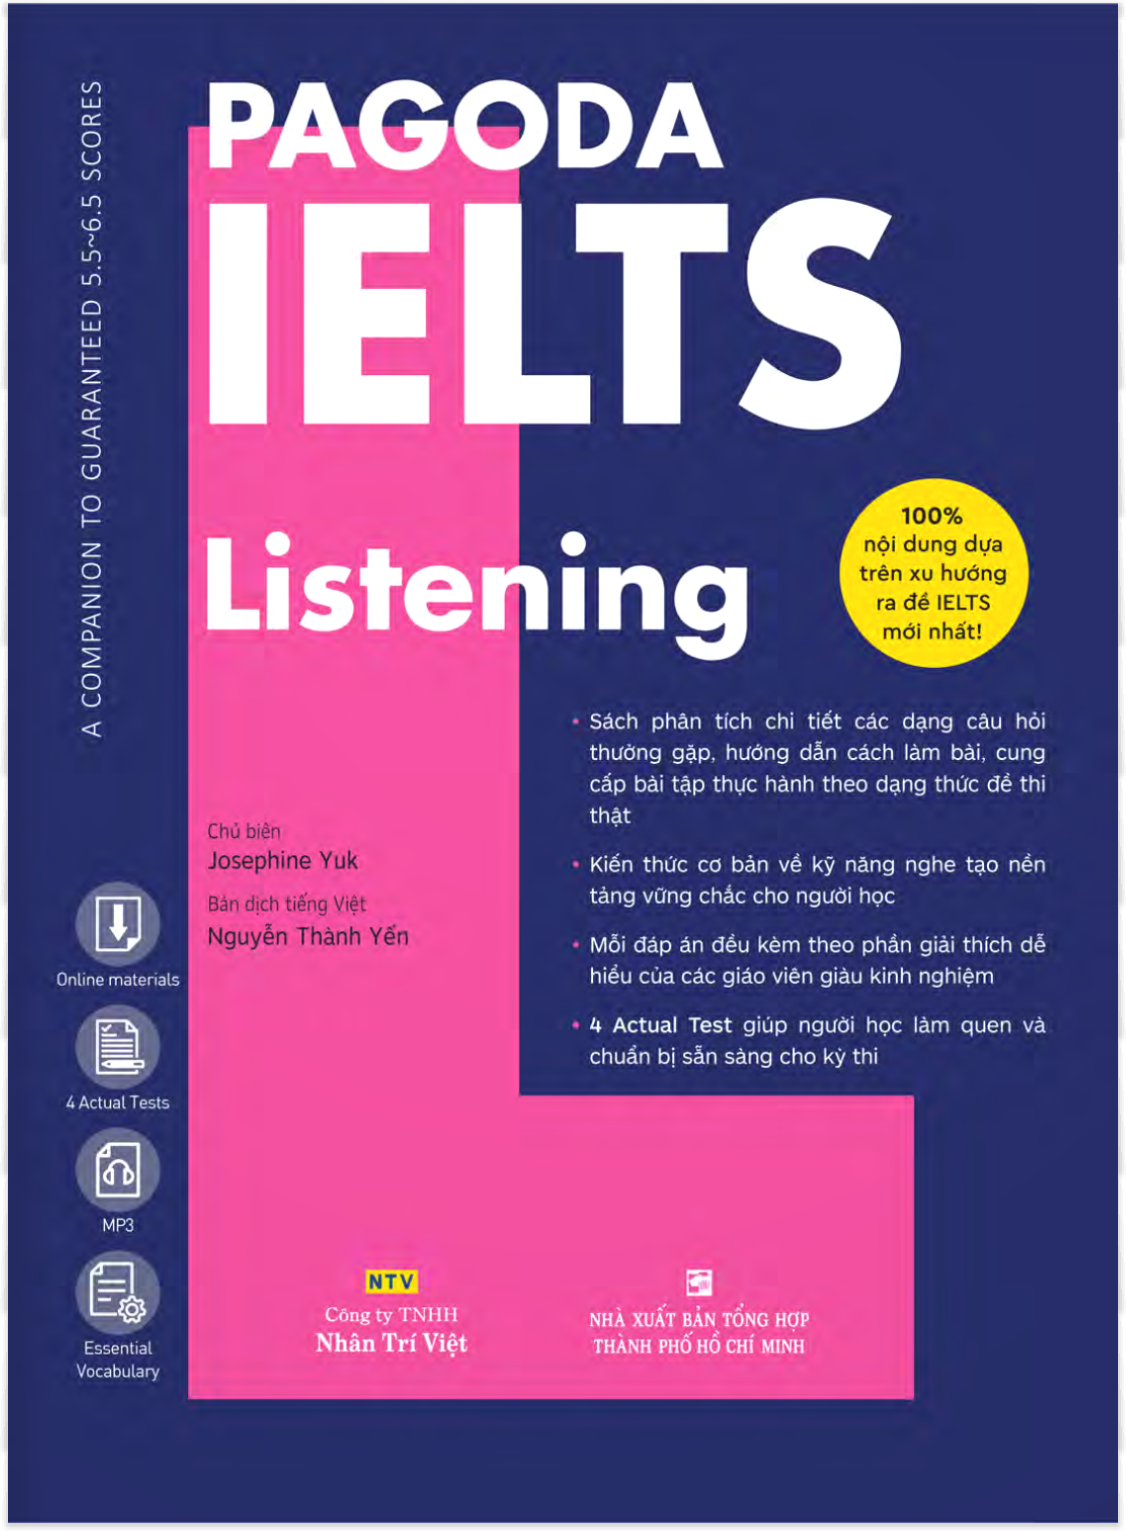 A COMPANION TO GUARANTEED 5.5~6.5 SCORES
PAGODA
IELTS
Listening
100%
nội dung dựa
trên xu hướng
ra đề IELTS
mới nhất!
• Sách phân tích chi tiết các dạng câu hỏi
thường gặp, hướng dẫn cách làm bài, cung
cấp bài tập thực hành theo dạng thức đề thi
thật
• Kiến thức cơ bản về kỹ năng nghe tạo nền
tảng vững chắc cho người học
• Mỗi đáp án đều kèm theo phần giải thích dễ
hiểu của các giáo viên giàu kinh nghiệm
• 4 Actual Test giúp người học làm quen và
chuẩn bị sẵn sàng cho kỳ thi
Chủ biên
Josephine Yuk
Bản dịch tiếng Việt
Nguyễn Thành Yến
Online materials
4 Actual Tests
MP3
Essential
Vocabulary
NTV
Công ty TNHH
Nhân Trí Việt
NHÀ XUẤT BẢN TỔNG HỢP
THÀNH PHỐ HỒ CHÍ MINH